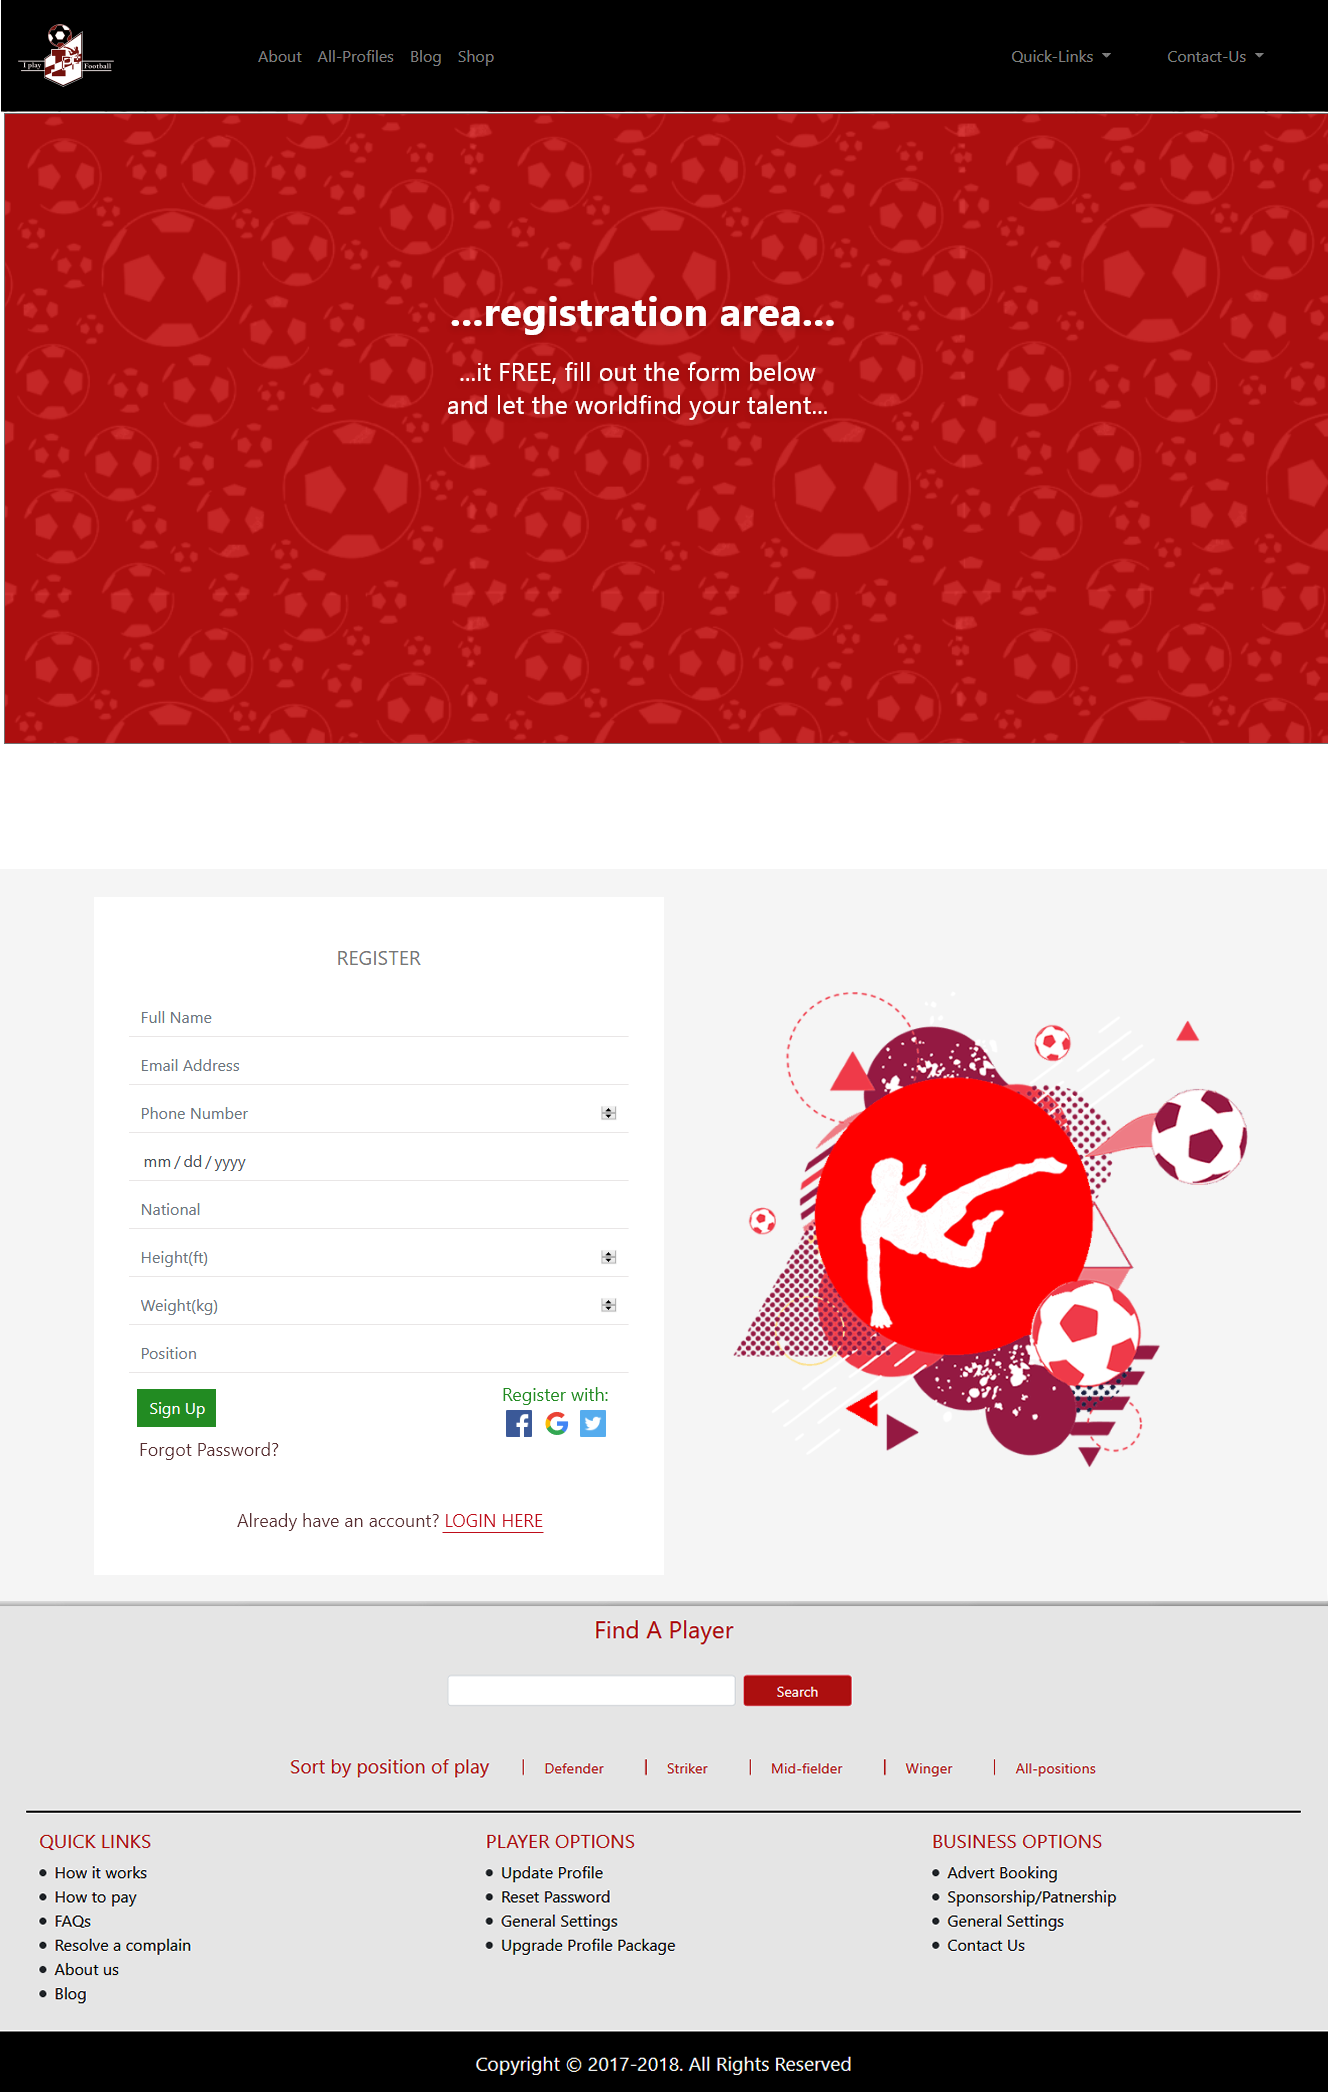 I play Football
About All-Profiles Blog Shop Quick-Links Contact-Us
...registration area...
...it FREE, fill out the form below
and let the worldfind your talent...
REGISTER
Full Name
Email Address
Phone Number
mm / dd / yyyy
National
Height(ft)
Weight(kg)
Position
Sign Up
Register with:
Forgot Password?
Already have an account? LOGIN HERE
Find A Player
Search
Sort by position of play | Defender | Striker | Mid-fielder | Winger | All-positions
QUICK LINKS
How it works
How to pay
FAQs
Resolve a complain
About us
Blog
PLAYER OPTIONS
Update Profile
Reset Password
General Settings
Upgrade Profile Package
BUSINESS OPTIONS
Advert Booking
Sponsorship/Patnership
General Settings
Contact Us
Copyright © 2017-2018. All Rights Reserved